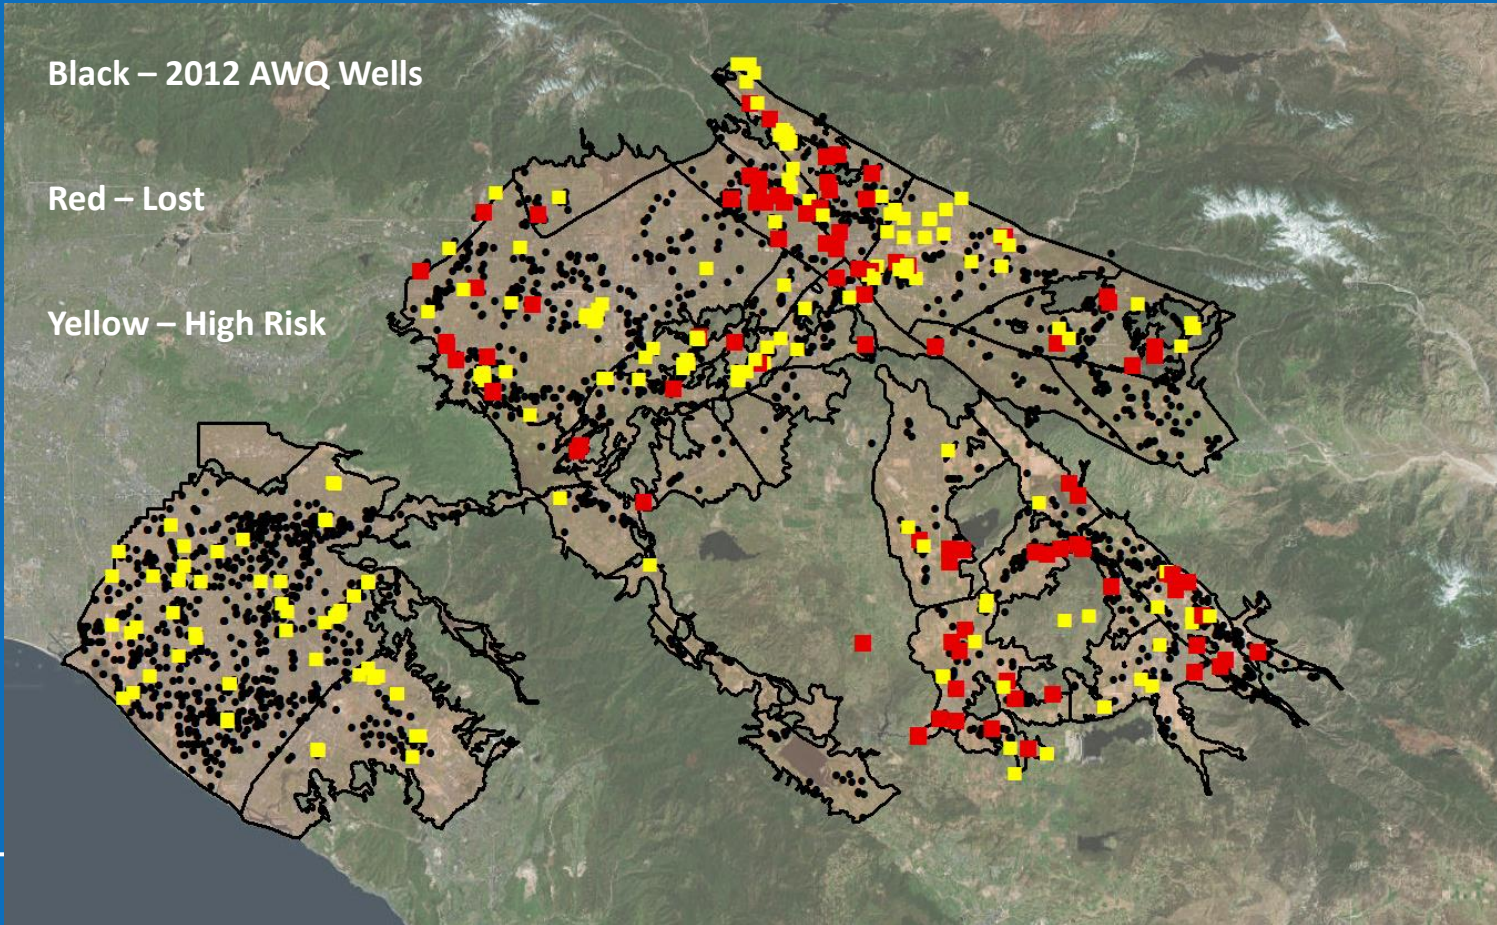 Black – 2012 AWQ Wells
Red – Lost
Yellow – High Risk